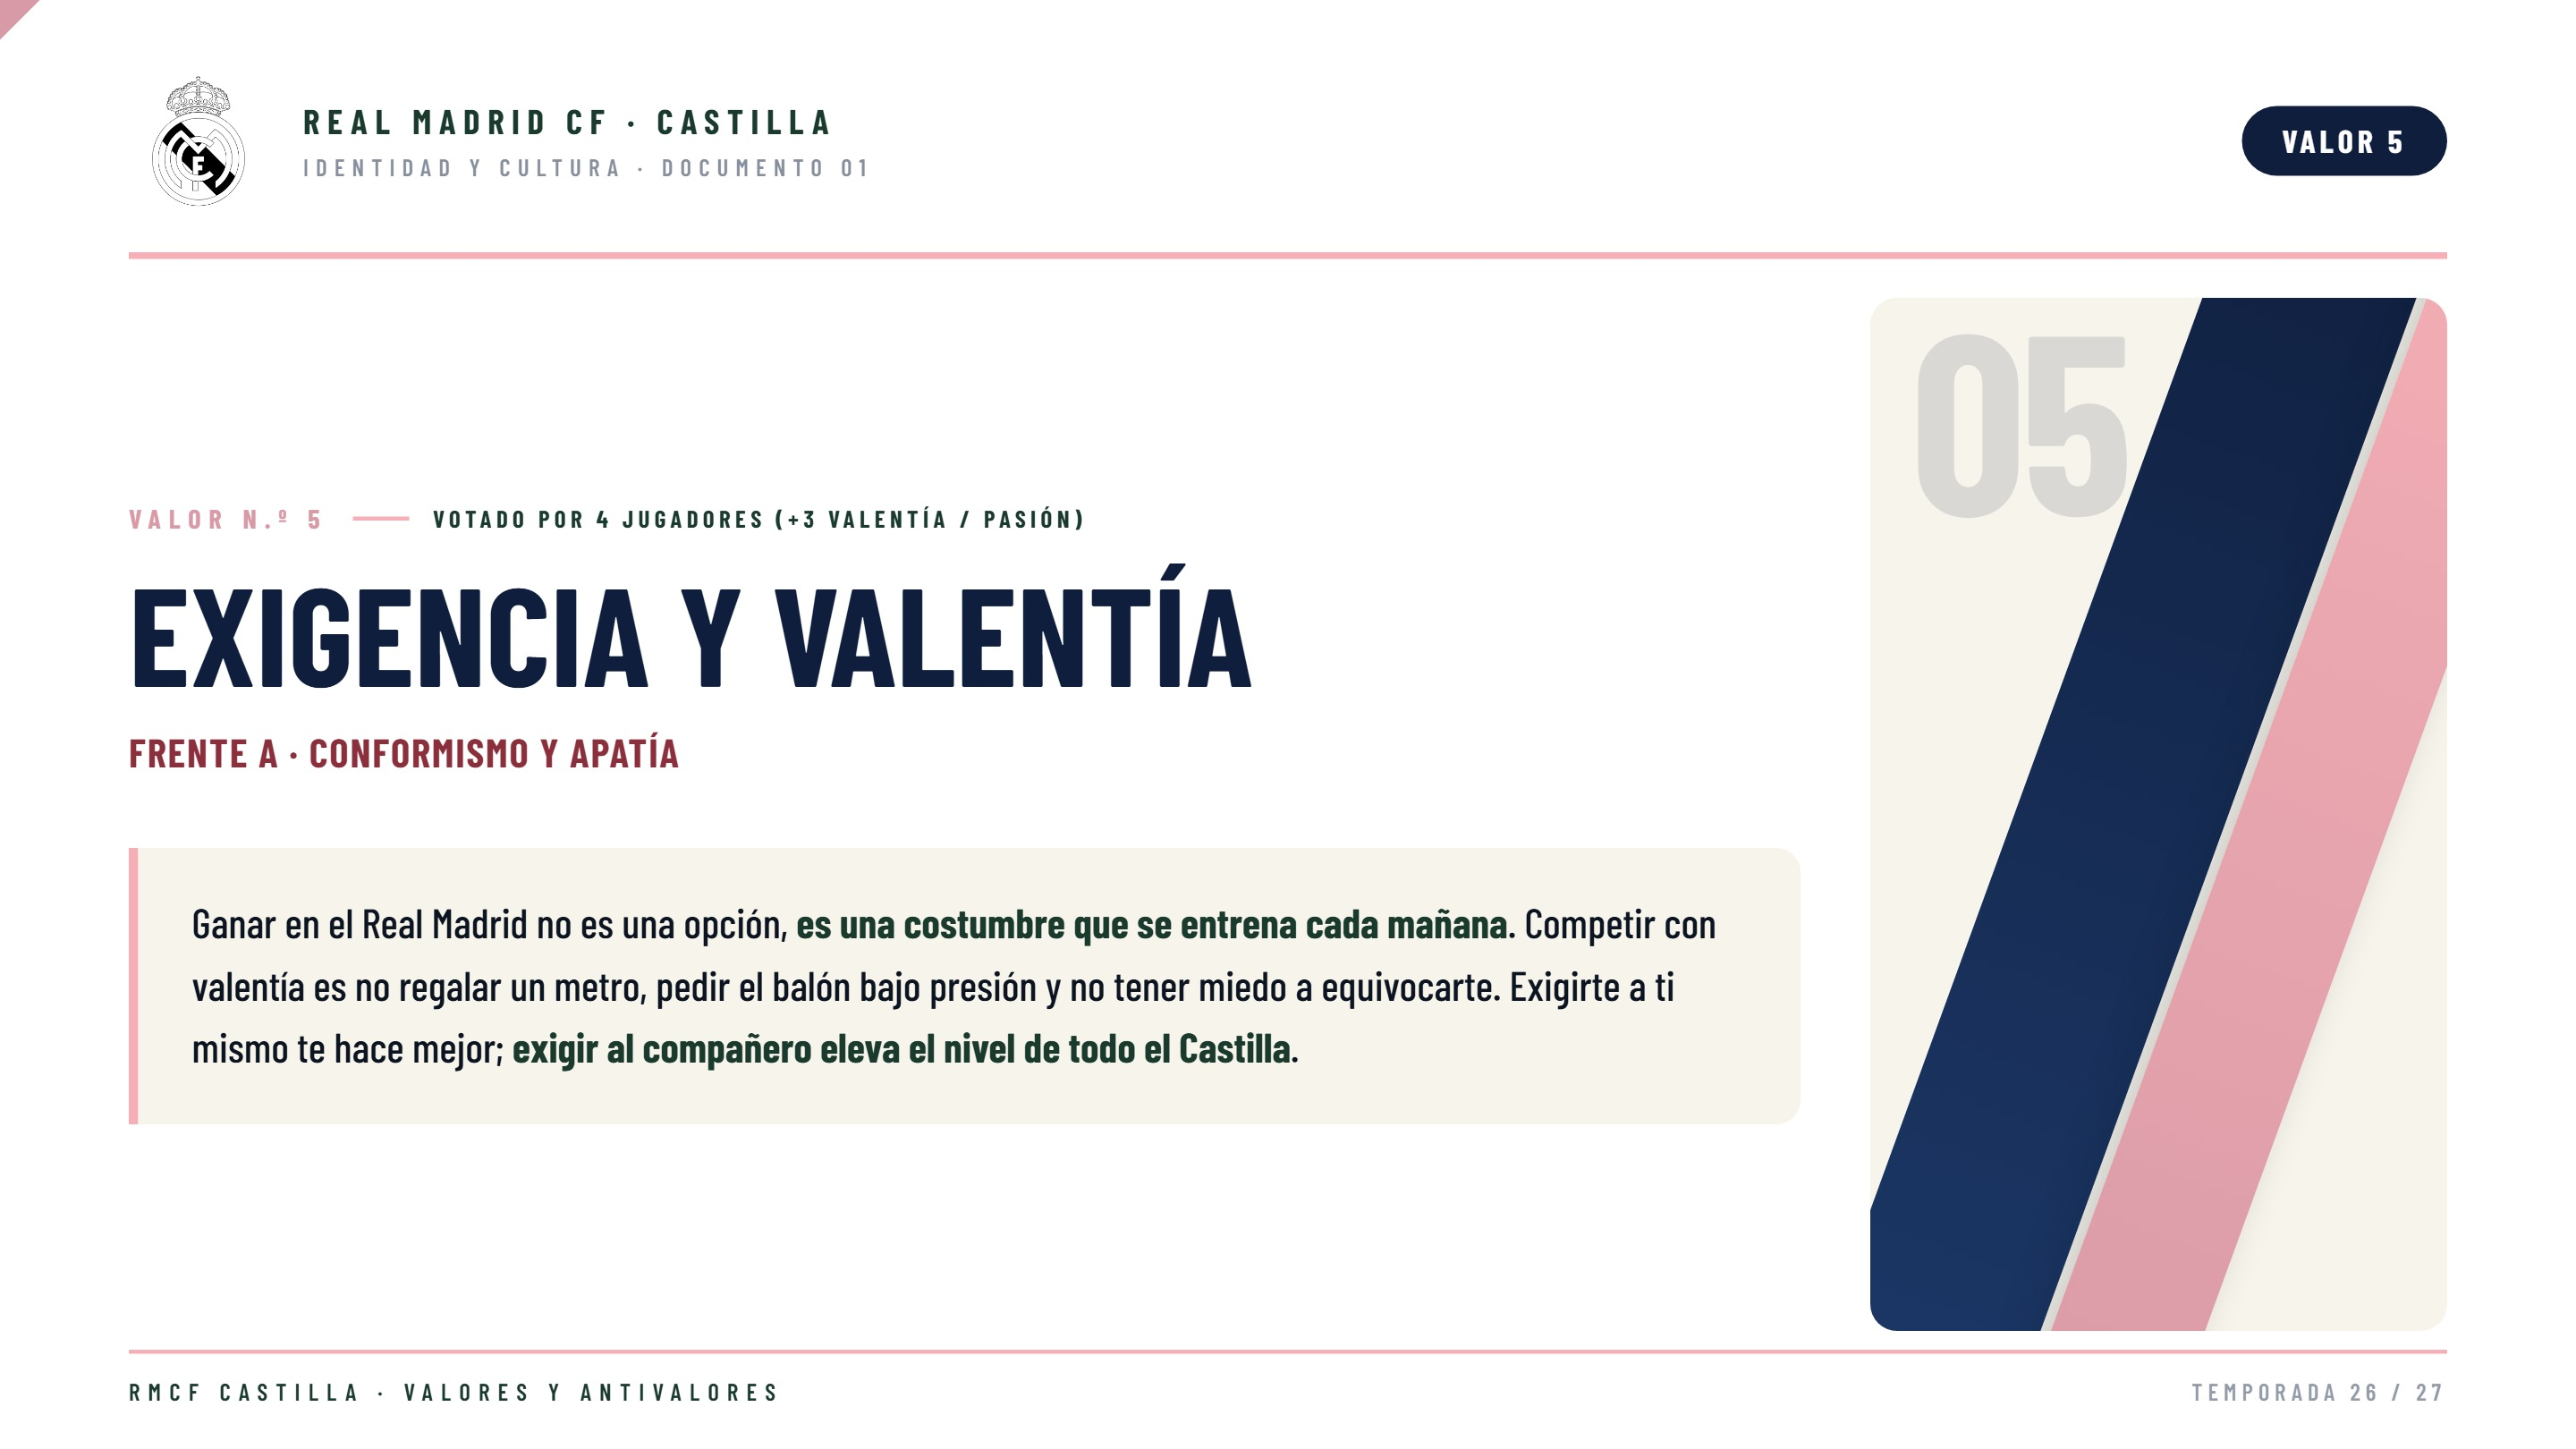 REAL MADRID CF · CASTILLA
IDENTIDAD Y CULTURA · DOCUMENTO 01
VALOR 5
05
VALOR N.º 5
VOTADO POR 4 JUGADORES (+3 VALENTÍA / PASIÓN)
EXIGENCIA Y VALENTÍA
FRENTE A · CONFORMISMO Y APATÍA
Ganar en el Real Madrid no es una opción, es una costumbre que se entrena cada mañana. Competir con
valentía es no regalar un metro, pedir el balón bajo presión y no tener miedo a equivocarte. Exigirte a ti
mismo te hace mejor; exigir al compañero eleva el nivel de todo el Castilla.
RMCF CASTILLA · VALORES Y ANTIVALORES
TEMPORADA 26 / 27